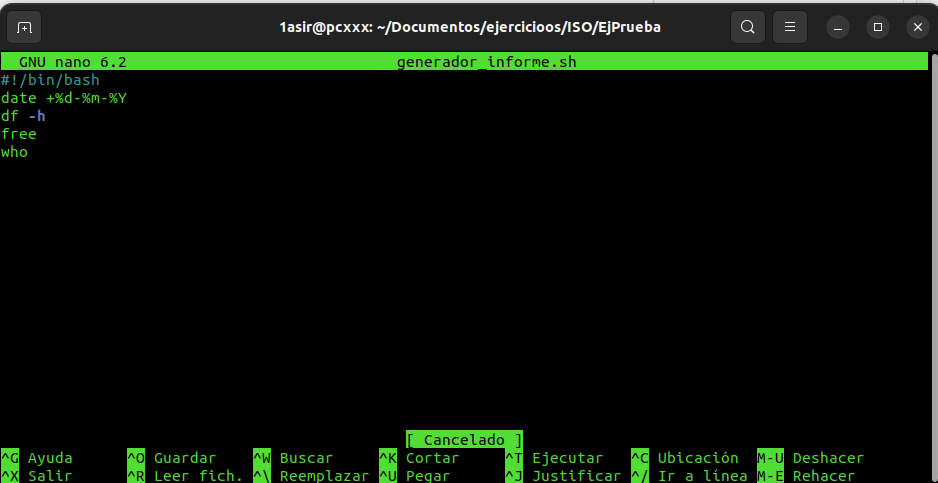 1asir@pcxxx: ~/Documentos/ejercicioos/ISO/EjPrueba
GNU nano 6.2 generador_informe.sh
#!/bin/bash
date +%d-%m-%Y
df -h
free
who
[ Cancelado ]
^G Ayuda ^O Guardar ^W Buscar ^K Cortar ^T Ejecutar ^C Ubicación M-U Deshacer
^X Salir ^R Leer fich. ^\ Reemplazar ^U Pegar ^J Justificar ^/ Ir a línea M-E Rehacer